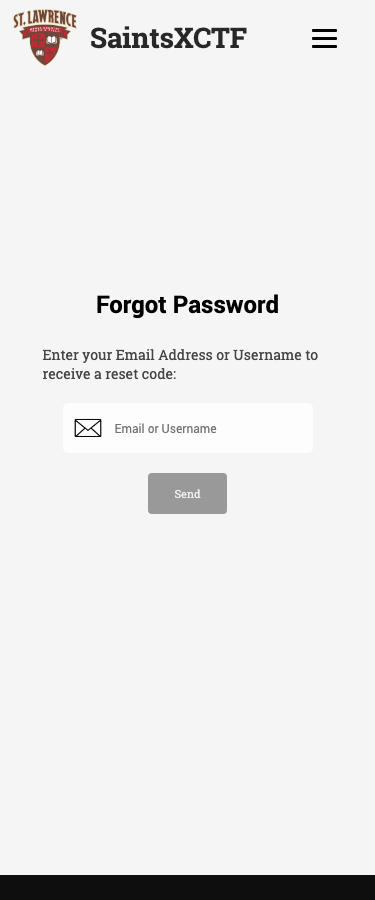 ST. LAWRENCE
SaintsXCTF
Forgot Password
Enter your Email Address or Username to
receive a reset code:
Email or Username
Send